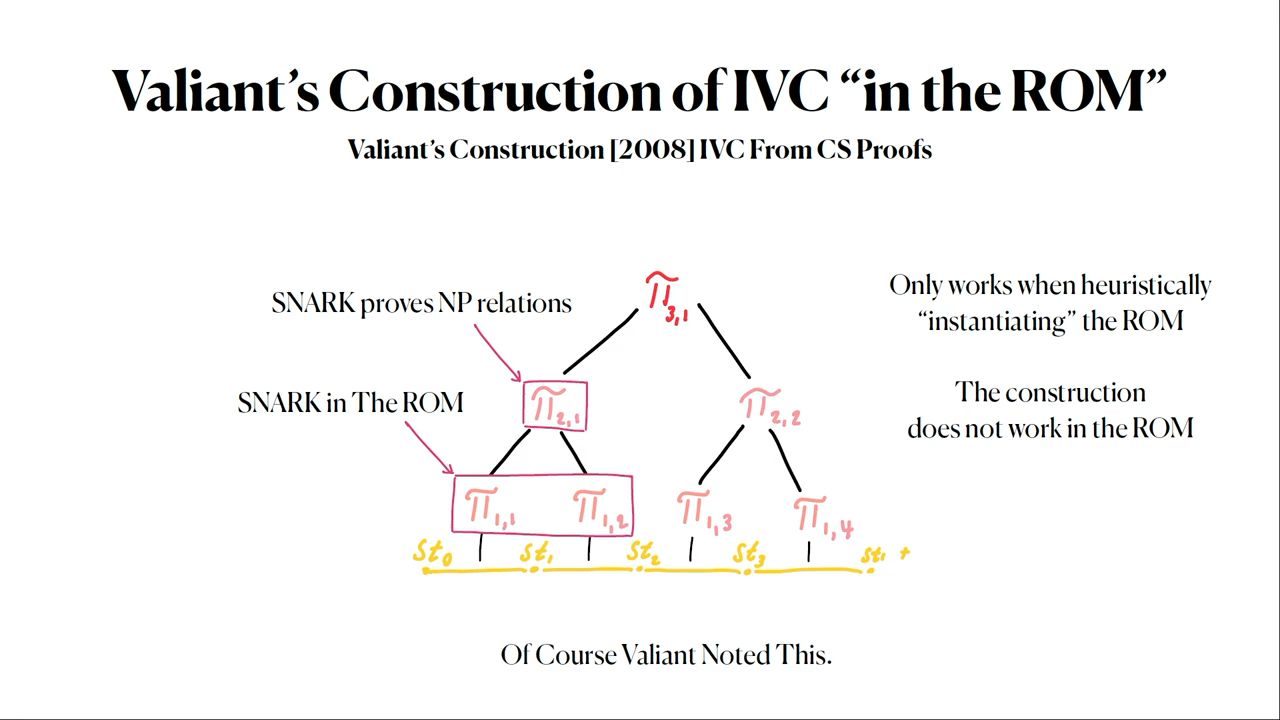 Valiant's Construction of IVC “in the ROM”
Valiant's Construction [2008] IVC From CS Proofs
SNARK proves NP relations
π3,1
Only works when heuristically
“instantiating” the ROM
SNARK in The ROM
π2,1
π2,2
The construction
does not work in the ROM
π1,1
π1,2
π1,3
π1,4
st0
st1
st2
st3
Of Course Valiant Noted This.